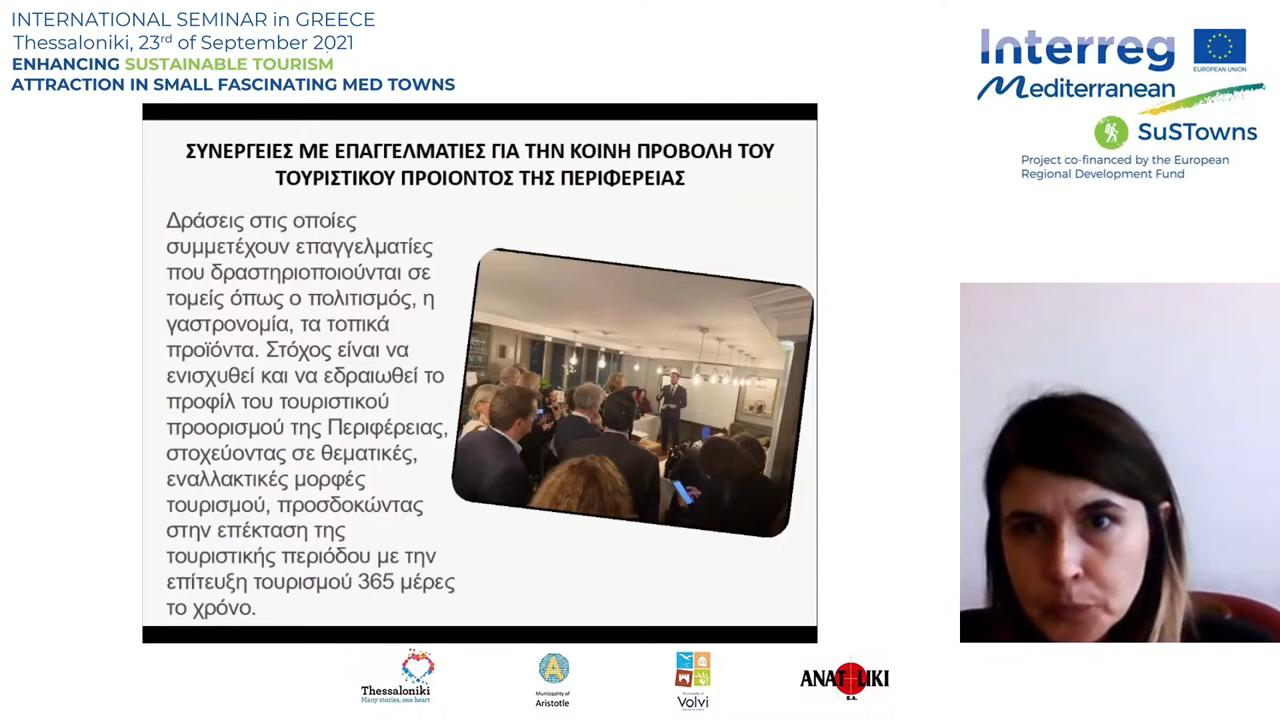 INTERNATIONAL SEMINAR in GREECE
Thessaloniki, 23rd of September 2021
ENHANCING SUSTAINABLE TOURISM
ATTRACTION IN SMALL FASCINATING MED TOWNS
Interreg
EUROPEAN UNION
Mediterranean
SuSTowns
Project co-financed by the European
Regional Development Fund
ΣΥΝΕΡΓΕΙΕΣ ΜΕ ΕΠΑΓΓΕΛΜΑΤΙΕΣ ΓΙΑ ΤΗΝ ΚΟΙΝΗ ΠΡΟΒΟΛΗ ΤΟΥ
ΤΟΥΡΙΣΤΙΚΟΥ ΠΡΟΙΟΝΤΟΣ ΤΗΣ ΠΕΡΙΦΕΡΕΙΑΣ
Δράσεις στις οποίες
συμμετέχουν επαγγελματίες
που δραστηριοποιούνται σε
τομείς όπως ο πολιτισμός, η
γαστρονομία, τα τοπικά
προϊόντα. Στόχος είναι να
ενισχυθεί και να εδραιωθεί το
προφίλ του τουριστικού
προορισμού της Περιφέρειας,
στοχεύοντας σε θεματικές,
εναλλακτικές μορφές
τουρισμού, προσδοκώντας
στην επέκταση της
τουριστικής περιόδου με την
επίτευξη τουρισμού 365 μέρες
το χρόνο.
Thessaloniki
Many stories, one heart
Municipality of
Aristotle
Municipality of
Volvi
ANATOLIKI
S.A.